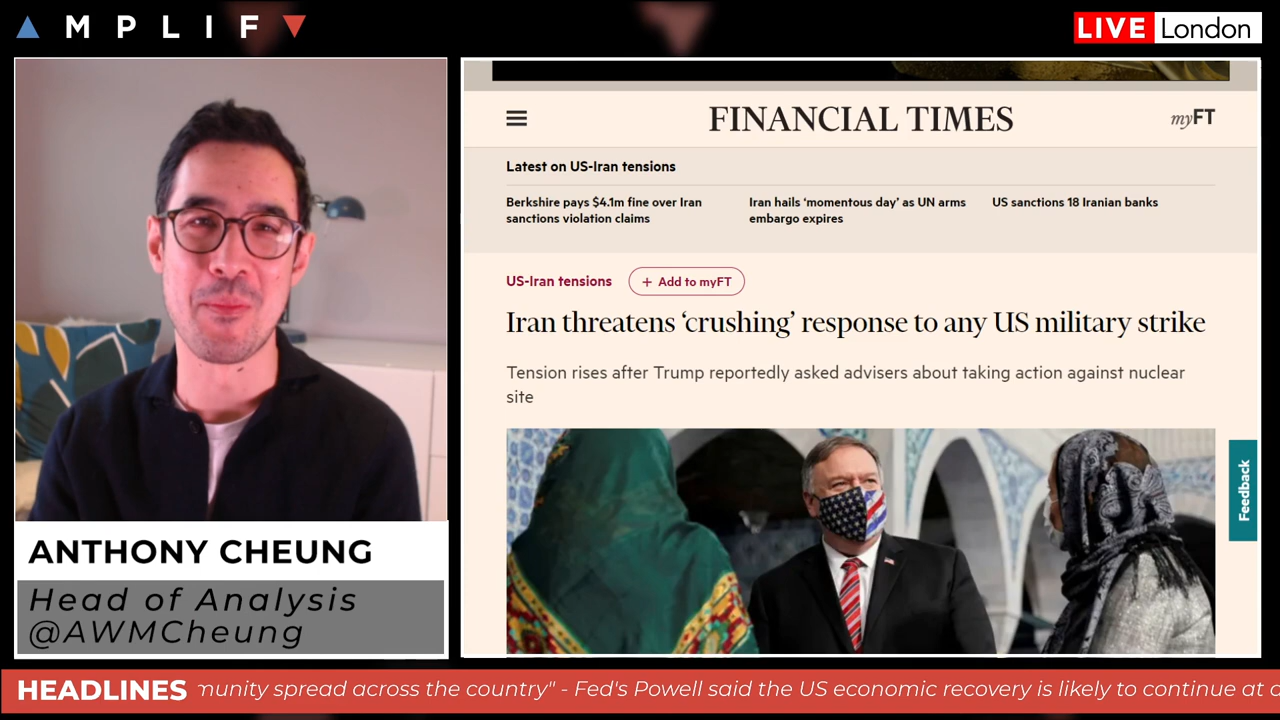 AMPLIFY
LIVE London
FINANCIAL TIMES
myFT
Latest on US-Iran tensions
Berkshire pays $4.1m fine over Iran
sanctions violation claims
Iran hails ‘momentous day’ as UN arms
embargo expires
US sanctions 18 Iranian banks
US-Iran tensions
+ Add to myFT
Iran threatens ‘crushing’ response to any US military strike
Tension rises after Trump reportedly asked advisers about taking action against nuclear
site
Feedback
ANTHONY CHEUNG
Head of Analysis
@AWMCheung
HEADLINES spread across the country" - Fed's Powell said the US economic recovery is likely to continue at